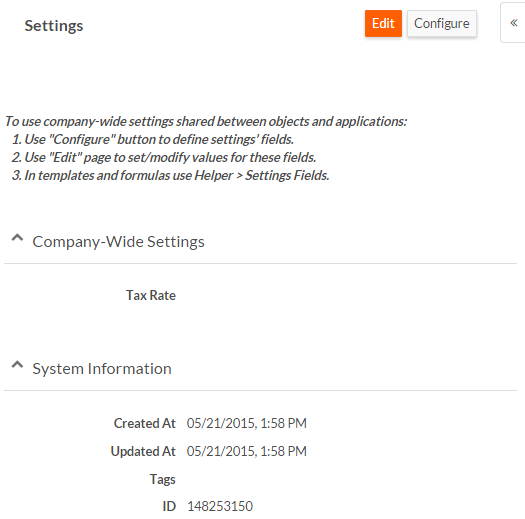 Settings
Edit
Configure
«
To use company-wide settings shared between objects and applications:
1. Use "Configure" button to define settings' fields.
2. Use "Edit" page to set/modify values for these fields.
3. In templates and formulas use Helper > Settings Fields.
Company-Wide Settings
Tax Rate
System Information
Created At 05/21/2015, 1:58 PM
Updated At 05/21/2015, 1:58 PM
Tags
ID 148253150